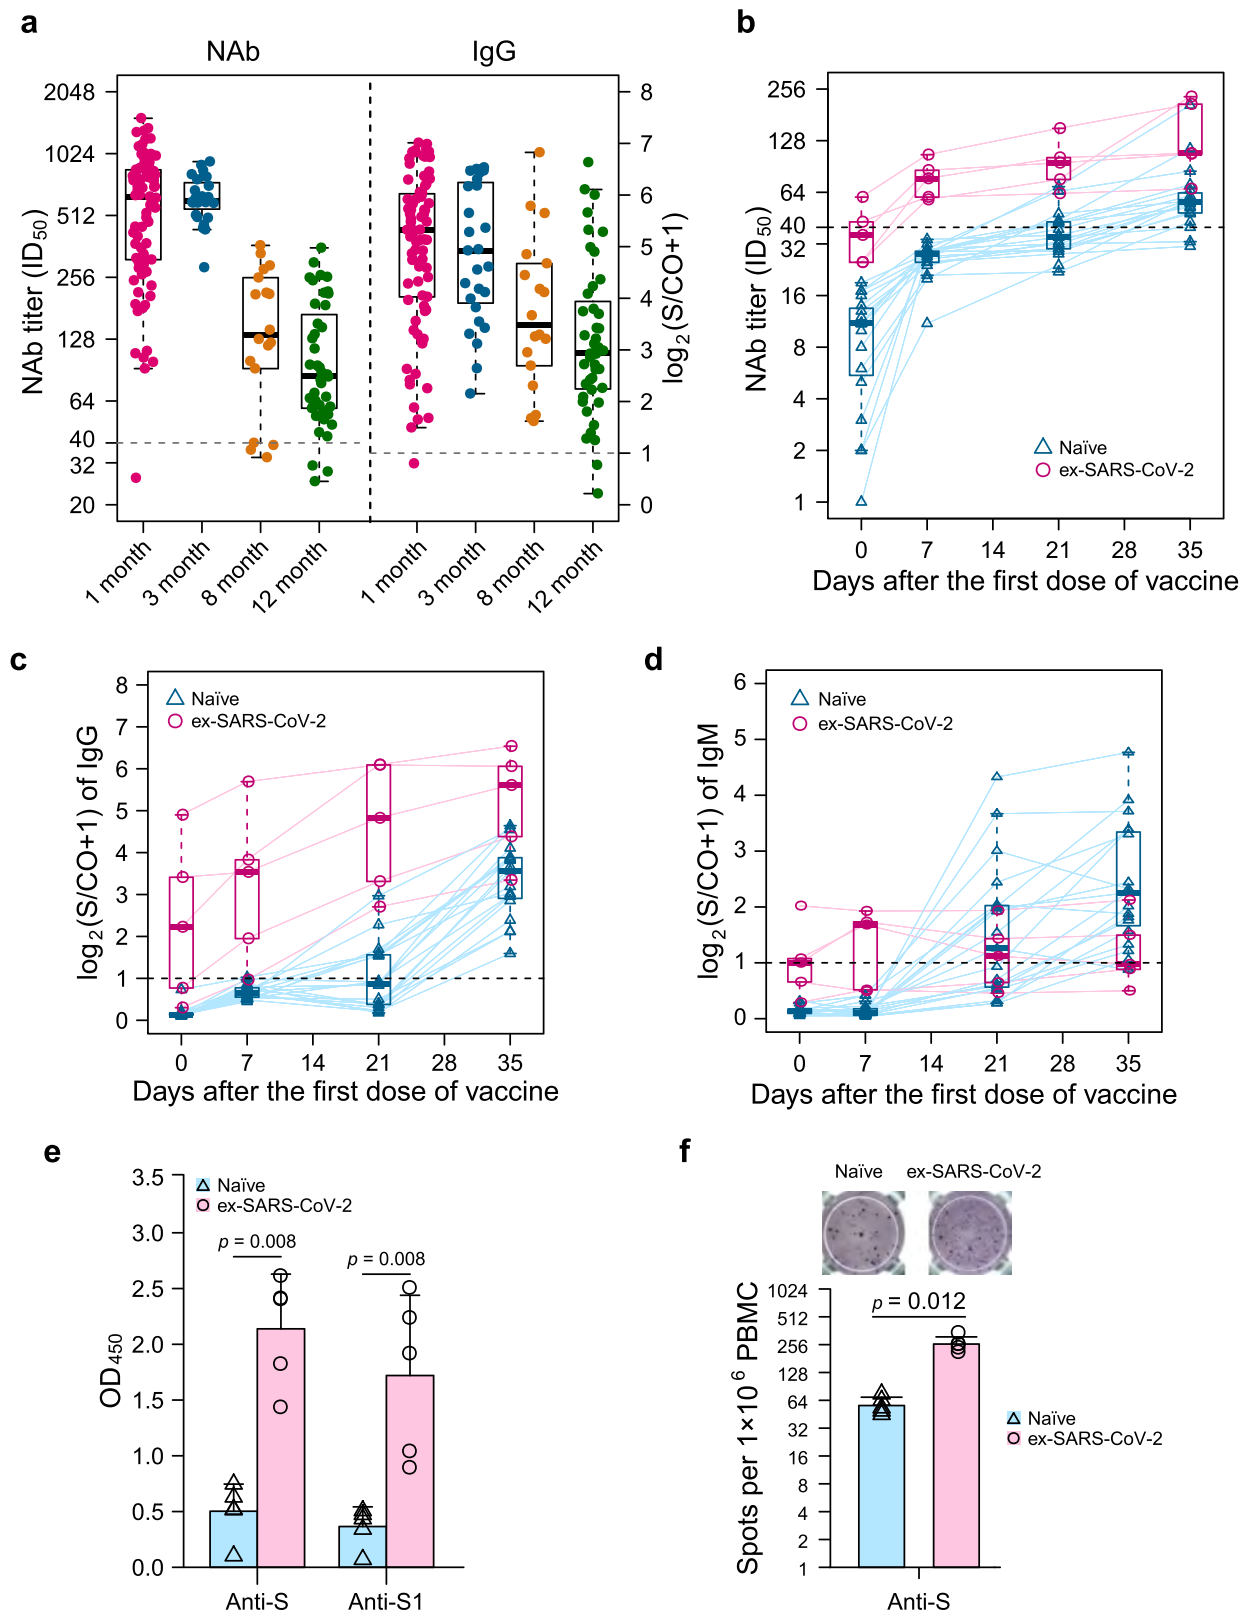 a
NAb IgG
2048
1024
512
256
128
64
40
32
20
NAb titer (ID50)
8
7
6
5
4
3
2
1
0
log2(S/CO+1)
1 month
3 month
8 month
12 month
1 month
3 month
8 month
12 month
b
256
128
64
40
32
16
8
4
2
1
NAb titer (ID50)
Naïve
ex-SARS-CoV-2
0 7 14 21 28 35
Days after the first dose of vaccine
c
8
7
6
5
4
3
2
1
0
log2(S/CO+1) of IgG
Naïve
ex-SARS-CoV-2
0 7 14 21 28 35
Days after the first dose of vaccine
d
6
5
4
3
2
1
0
log2(S/CO+1) of IgM
Naïve
ex-SARS-CoV-2
0 7 14 21 28 35
Days after the first dose of vaccine
e
3.5
3.0
2.5
2.0
1.5
1.0
0.5
0.0
OD450
Naïve
ex-SARS-CoV-2
p = 0.008
p = 0.008
Anti-S Anti-S1
f
Naïve ex-SARS-CoV-2
1024
512
256
128
64
32
16
8
4
2
1
Spots per 1×10^6 PBMC
p = 0.012
Naïve
ex-SARS-CoV-2
Anti-S